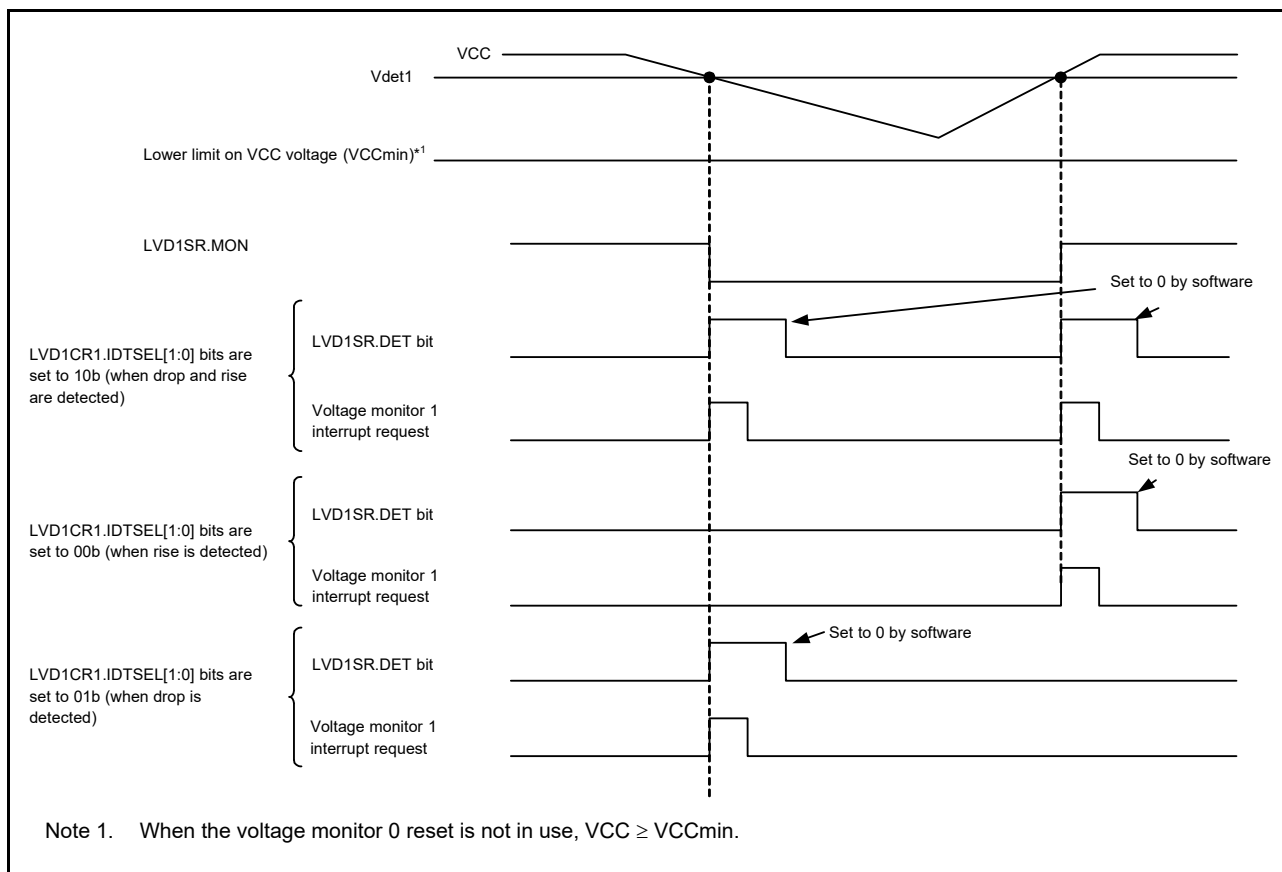 VCC
Vdet1
Lower limit on VCC voltage (VCCmin)*1
LVD1SR.MON
Set to 0 by software
LVD1CR1.IDTSEL[1:0] bits are
set to 10b (when drop and rise
are detected)
LVD1SR.DET bit
Voltage monitor 1
interrupt request
Set to 0 by software
LVD1CR1.IDTSEL[1:0] bits are
set to 00b (when rise is detected)
LVD1SR.DET bit
Voltage monitor 1
interrupt request
Set to 0 by software
LVD1CR1.IDTSEL[1:0] bits are
set to 01b (when drop is
detected)
LVD1SR.DET bit
Voltage monitor 1
interrupt request
Note 1. When the voltage monitor 0 reset is not in use, VCC ≥ VCCmin.